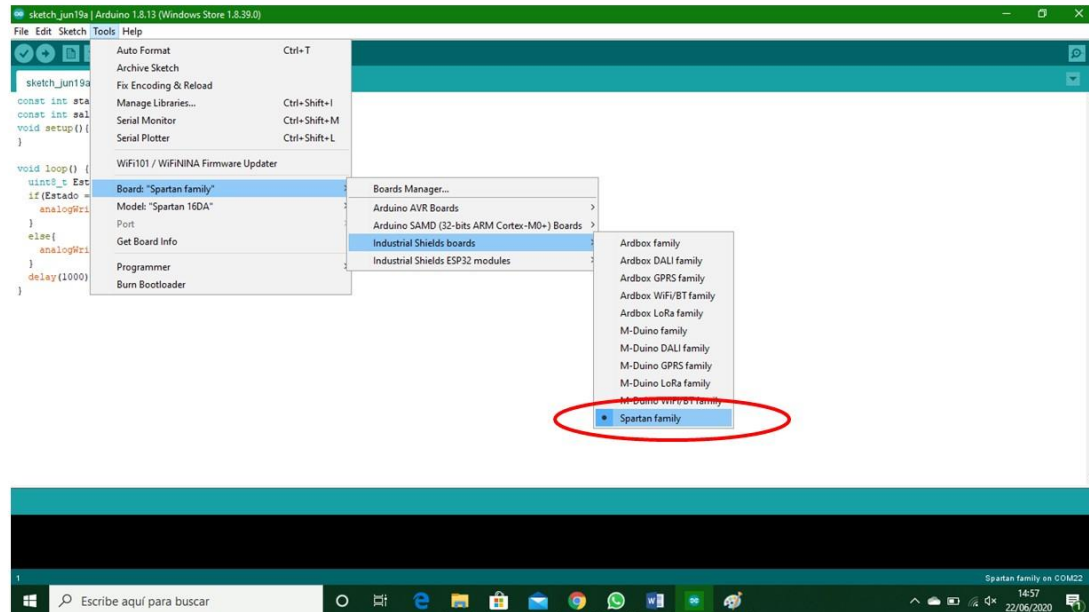 sketch_jun19a | Arduino 1.8.13 (Windows Store 1.8.39.0)
File Edit Sketch Tools Help
sketch_jun19a
const int sta
const int sal
void setup(){
}
void loop() {
uint8_t Est
if(Estado =
analogWri
}
else{
analogWri
}
delay(1000)
}
Auto Format Ctrl+T
Archive Sketch
Fix Encoding & Reload
Manage Libraries... Ctrl+Shift+I
Serial Monitor Ctrl+Shift+M
Serial Plotter Ctrl+Shift+L
WiFi101 / WiFiNINA Firmware Updater
Board: "Spartan family"
Model: "Spartan 16DA"
Port
Get Board Info
Programmer
Burn Bootloader
Boards Manager...
Arduino AVR Boards
Arduino SAMD (32-bits ARM Cortex-M0+) Boards
Industrial Shields boards
Industrial Shields ESP32 modules
Ardbox family
Ardbox DALI family
Ardbox GPRS family
Ardbox WiFi/BT family
Ardbox LoRa family
M-Duino family
M-Duino DALI family
M-Duino GPRS family
M-Duino LoRa family
M-Duino WiFi/BT family
Spartan family
1
Spartan family on COM22
Escribe aquí para buscar
14:57
22/06/2020